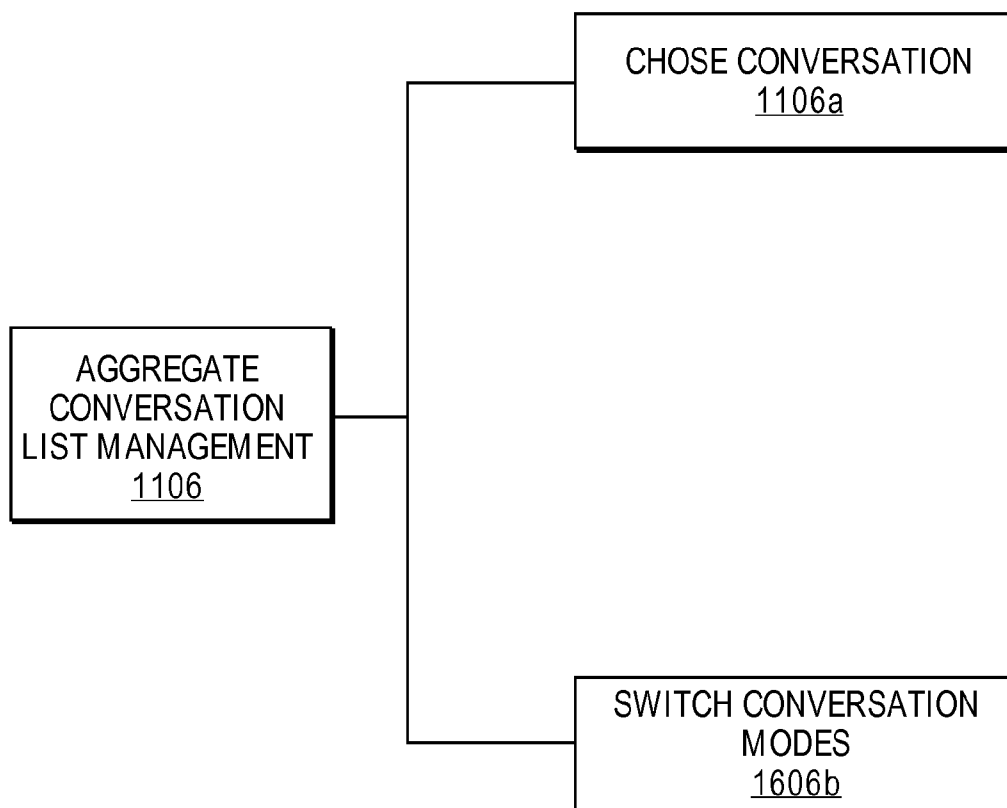 CHOSE CONVERSATION
1106a
AGGREGATE
CONVERSATION
LIST MANAGEMENT
1106
SWITCH CONVERSATION
MODES
1606b